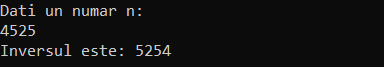 Dati un numar n:
4525
Inversul este: 5254